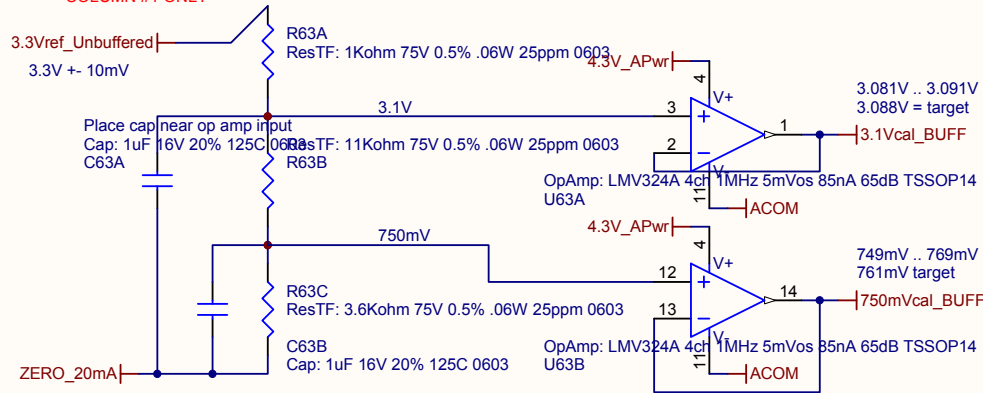 3.3Vref_Unbuffered
3.3V +- 10mV
R63A
ResTF: 1Kohm 75V 0.5% .06W 25ppm 0603
4.3V_APwr
4
V+
3.1V
3
2
1
3.081V .. 3.091V
3.088V = target
3.1Vcal_BUFF
Place cap near op amp input
Cap: 1uF 16V 20% 125C 0603
C63A
ResTF: 11Kohm 75V 0.5% .06W 25ppm 0603
R63B
OpAmp: LMV324A 4ch 1MHz 5mVos 85nA 65dB TSSOP14
U63A
11
ACOM
4.3V_APwr
4
V+
750mV
12
13
14
749mV .. 769mV
761mV target
750mVcal_BUFF
R63C
ResTF: 3.6Kohm 75V 0.5% .06W 25ppm 0603
C63B
Cap: 1uF 16V 20% 125C 0603
OpAmp: LMV324A 4ch 1MHz 5mVos 85nA 65dB TSSOP14
U63B
11
V-
ACOM
ZERO_20mA